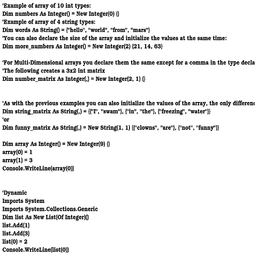 'Example of array of 10 int types:
Dim numbers As Integer() = New Integer(0) {}
'Example of array of 4 string types:
Dim words As String() = {"hello", "world", "from", "mars"}
'You can also declare the size of the array and initialize the values at the same time:
Dim more_numbers As Integer() = New Integer(2) {21, 14, 63}
'For Multi-Dimensional arrays you declare them the same except for a comma in the type decla
'The following creates a 3x2 int matrix
Dim number_matrix As Integer(,) = New Integer(2, 1) {}
'As with the previous examples you can also initialize the values of the array, the only differenc
Dim string_matrix As String(,) = {{"I", "swam"}, {"in", "the"}, {"freezing", "water"}}
'or
Dim funny_matrix As String(,) = New String(1, 1) {{"clowns", "are"}, {"not", "funny"}}
Dim array As Integer() = New Integer(9) {}
array(0) = 1
array(1) = 3
Console.WriteLine(array(0))
'Dynamic
Imports System
Imports System.Collections.Generic
Dim list As New List(Of Integer)()
list.Add(1)
list.Add(3)
list(0) = 2
Console.WriteLine(list(0))